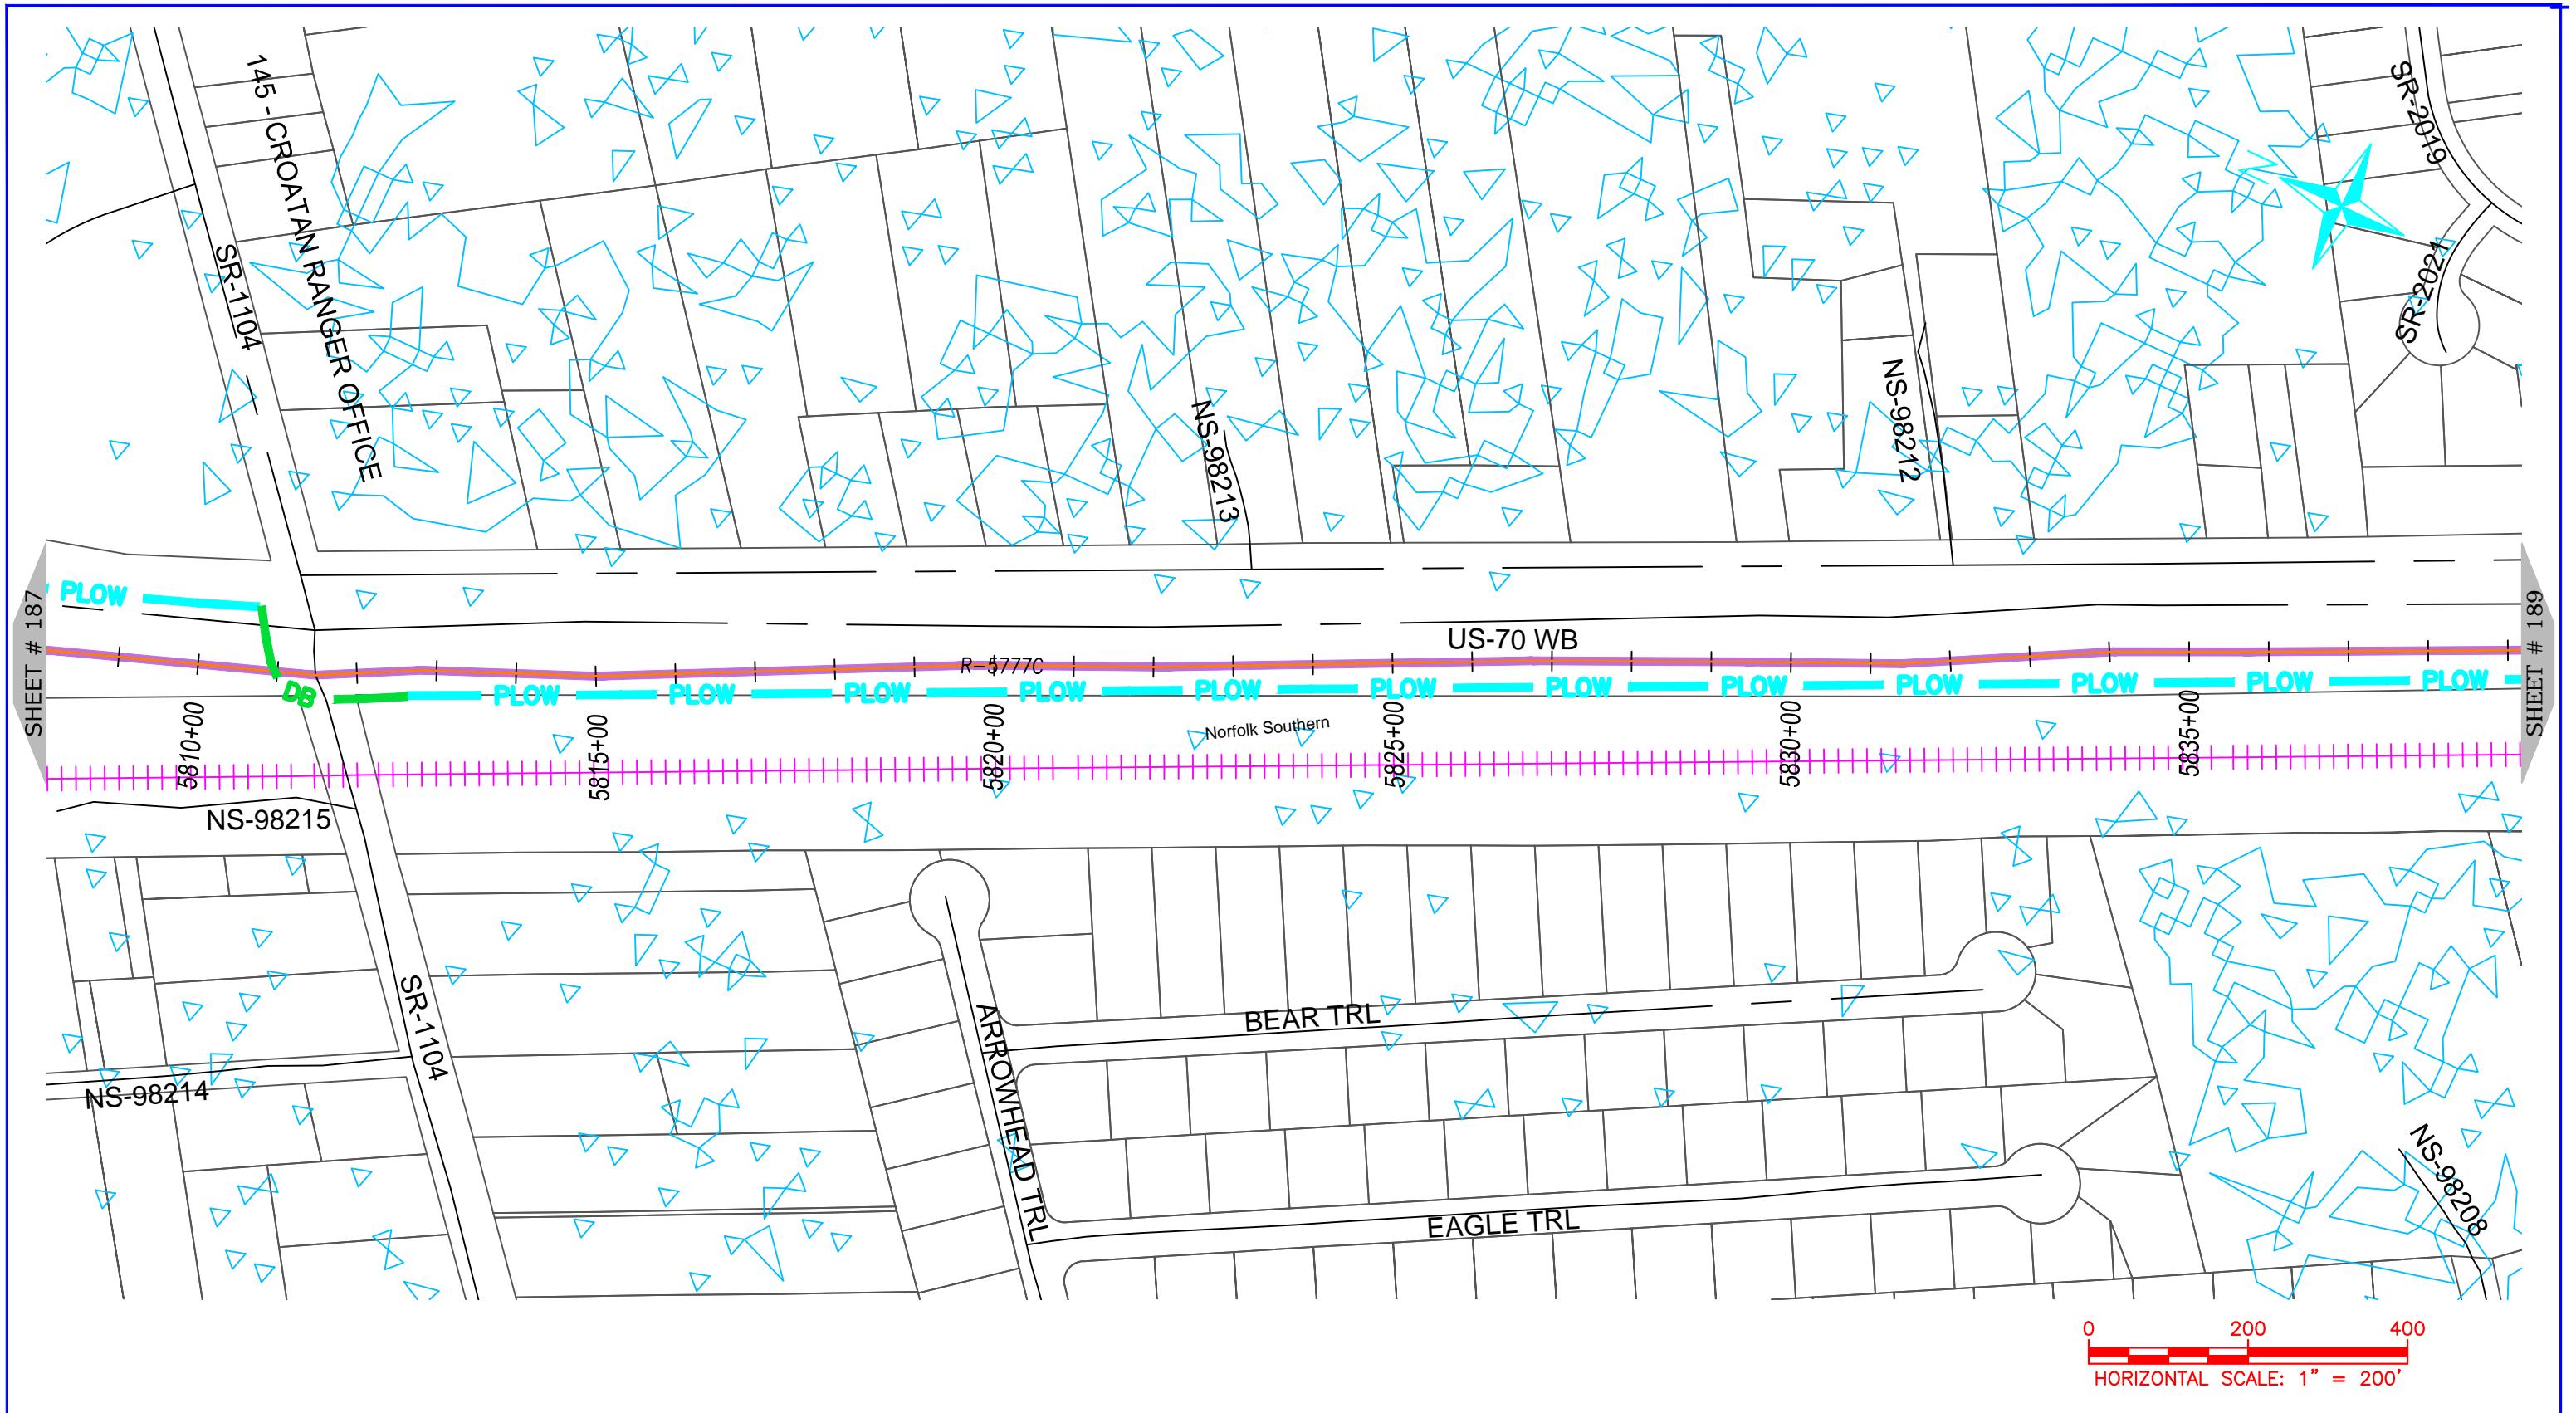 145 - CROATAN RANGER OFFICE
SR-1104
SR-2019
SR-2021
NS-98213
NS-98212
SHEET # 187
SHEET # 189
PLOW
US-70 WB
R-5777C
DB
PLOW
PLOW
PLOW
PLOW
PLOW
PLOW
PLOW
PLOW
PLOW
PLOW
PLOW
PLOW
5810+00
5815+00
5820+00
5825+00
5830+00
5835+00
Norfolk Southern
NS-98215
SR-1104
NS-98214
ARROWHEAD TRL
BEAR TRL
EAGLE TRL
NS-98208
0 200 400
HORIZONTAL SCALE: 1" = 200'